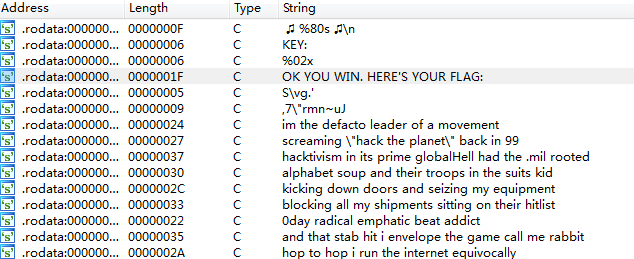 Address Length Type String
.rodata:000000... 0000000F C ♫ %80s ♫\n
.rodata:000000... 00000006 C KEY:
.rodata:000000... 00000006 C %02x
.rodata:000000... 0000001F C OK YOU WIN. HERE'S YOUR FLAG:
.rodata:000000... 00000005 C S\vg.'
.rodata:000000... 00000009 C ,7\"rmn~uJ
.rodata:000000... 00000024 C im the defacto leader of a movement
.rodata:000000... 00000027 C screaming \"hack the planet\" back in 99
.rodata:000000... 00000037 C hacktivism in its prime globalHell had the .mil rooted
.rodata:000000... 00000030 C alphabet soup and their troops in the suits kid
.rodata:000000... 0000002C C kicking down doors and seizing my equipment
.rodata:000000... 00000033 C blocking all my shipments sitting on their hitlist
.rodata:000000... 00000022 C 0day radical emphatic beat addict
.rodata:000000... 00000035 C and that stab hit i envelope the game call me rabbit
.rodata:000000... 0000002A C hop to hop i run the internet equivocally